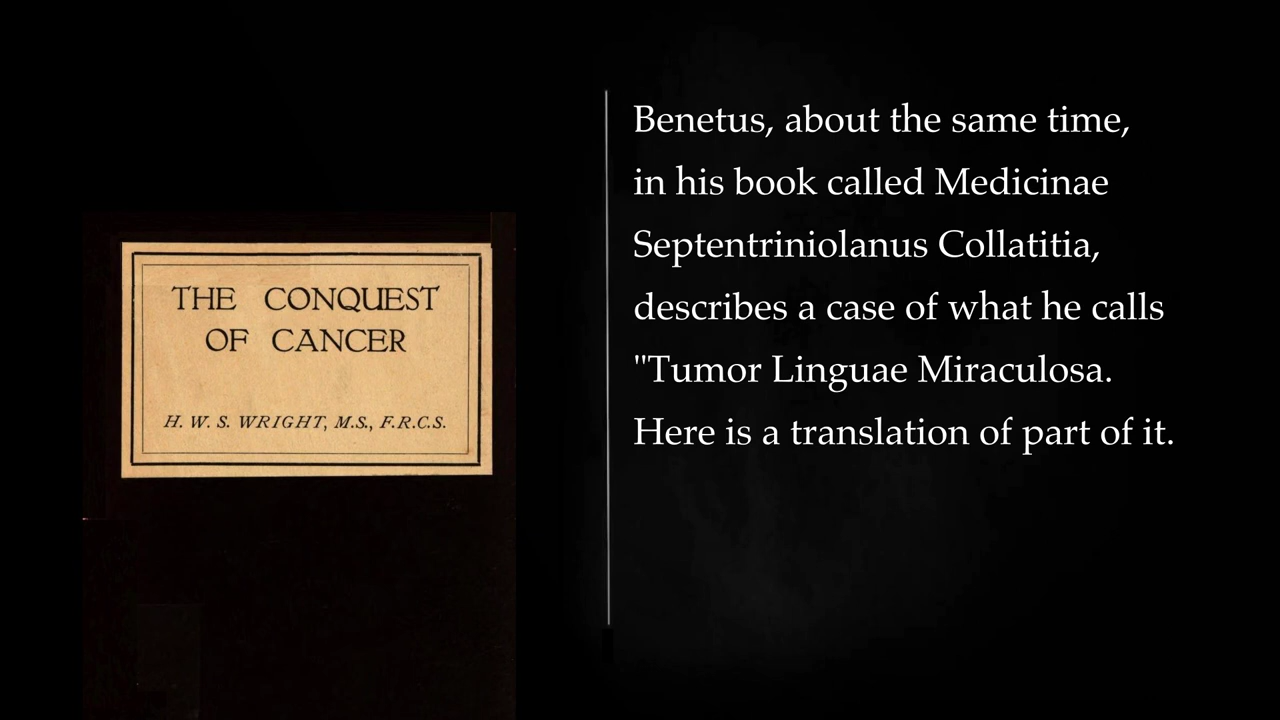 THE CONQUEST
OF CANCER
H. W. S. WRIGHT, M.S., F.R.C.S.
Benetus, about the same time,
in his book called Medicinae
Septentriniolanus Collatitia,
describes a case of what he calls
"Tumor Linguae Miraculosa.
Here is a translation of part of it.